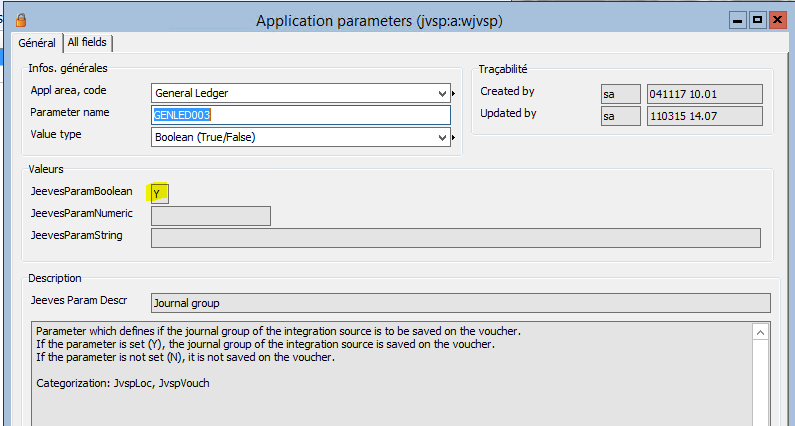 Application parameters (jvsp:a:wjvsp)
Général
All fields
Infos. générales
Appl area, code General Ledger
Parameter name GENLED003
Value type Boolean (True/False)
Traçabilité
Created by sa 041117 10.01
Updated by sa 110315 14.07
Valeurs
JeevesParamBoolean Y
JeevesParamNumeric
JeevesParamString
Description
Jeeves Param Descr Journal group
Parameter which defines if the journal group of the integration source is to be saved on the voucher.
If the parameter is set (Y), the journal group of the integration source is saved on the voucher.
If the parameter is not set (N), it is not saved on the voucher.
Categorization: JvspLoc, JvspVouch